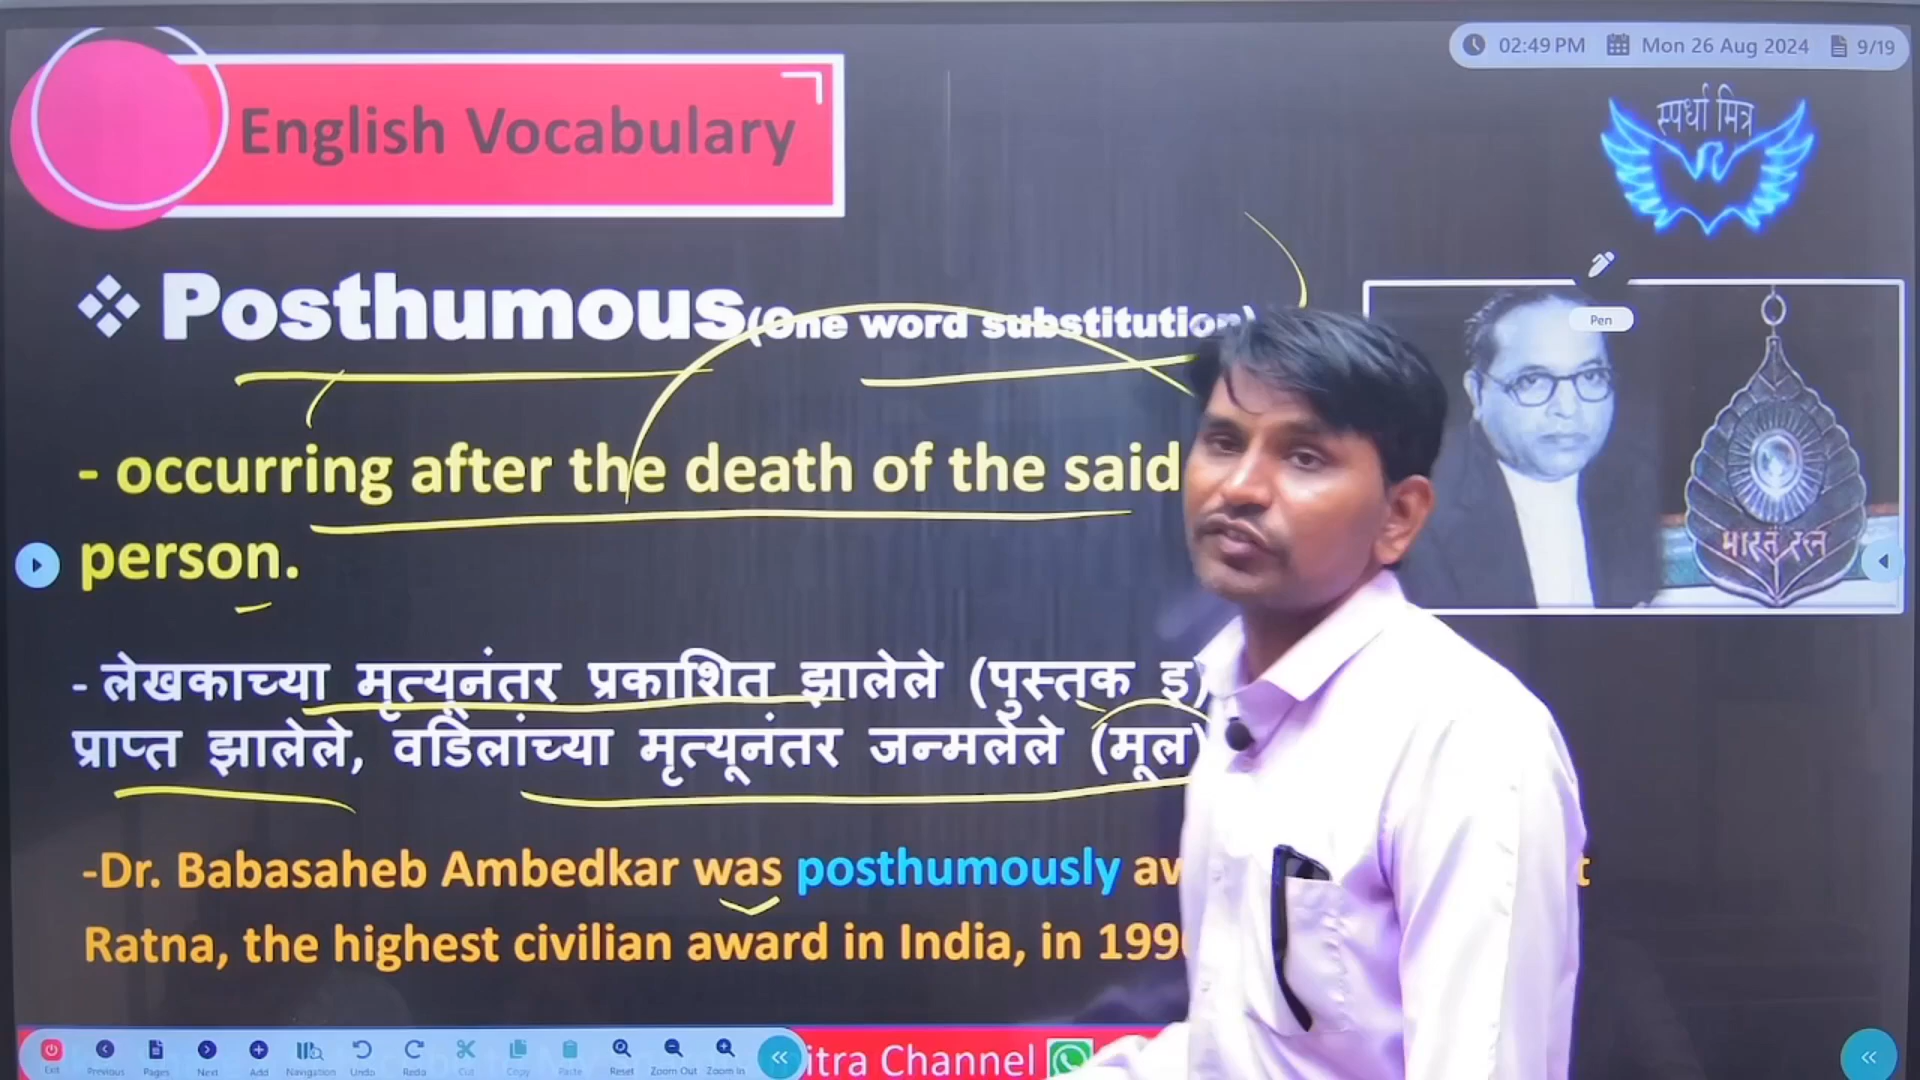 02:49 PM Mon 26 Aug 2024 9/19
English Vocabulary
स्पर्धा मित्र
Posthumous(One word substitution)
Pen
- occurring after the death of the said
person.
भारत रत्न
- लेखकाच्या मृत्यूनंतर प्रकाशित झालेले (पुस्तक इ)
प्राप्त झालेले, वडिलांच्या मृत्यूनंतर जन्मलेले (मूल)
-Dr. Babasaheb Ambedkar was posthumously
Ratna, the highest civilian award in India, in
Exit Previous Pages Next Add Navigation Undo Redo Cut Copy Paste Reset Zoom Out Zoom In
Channel